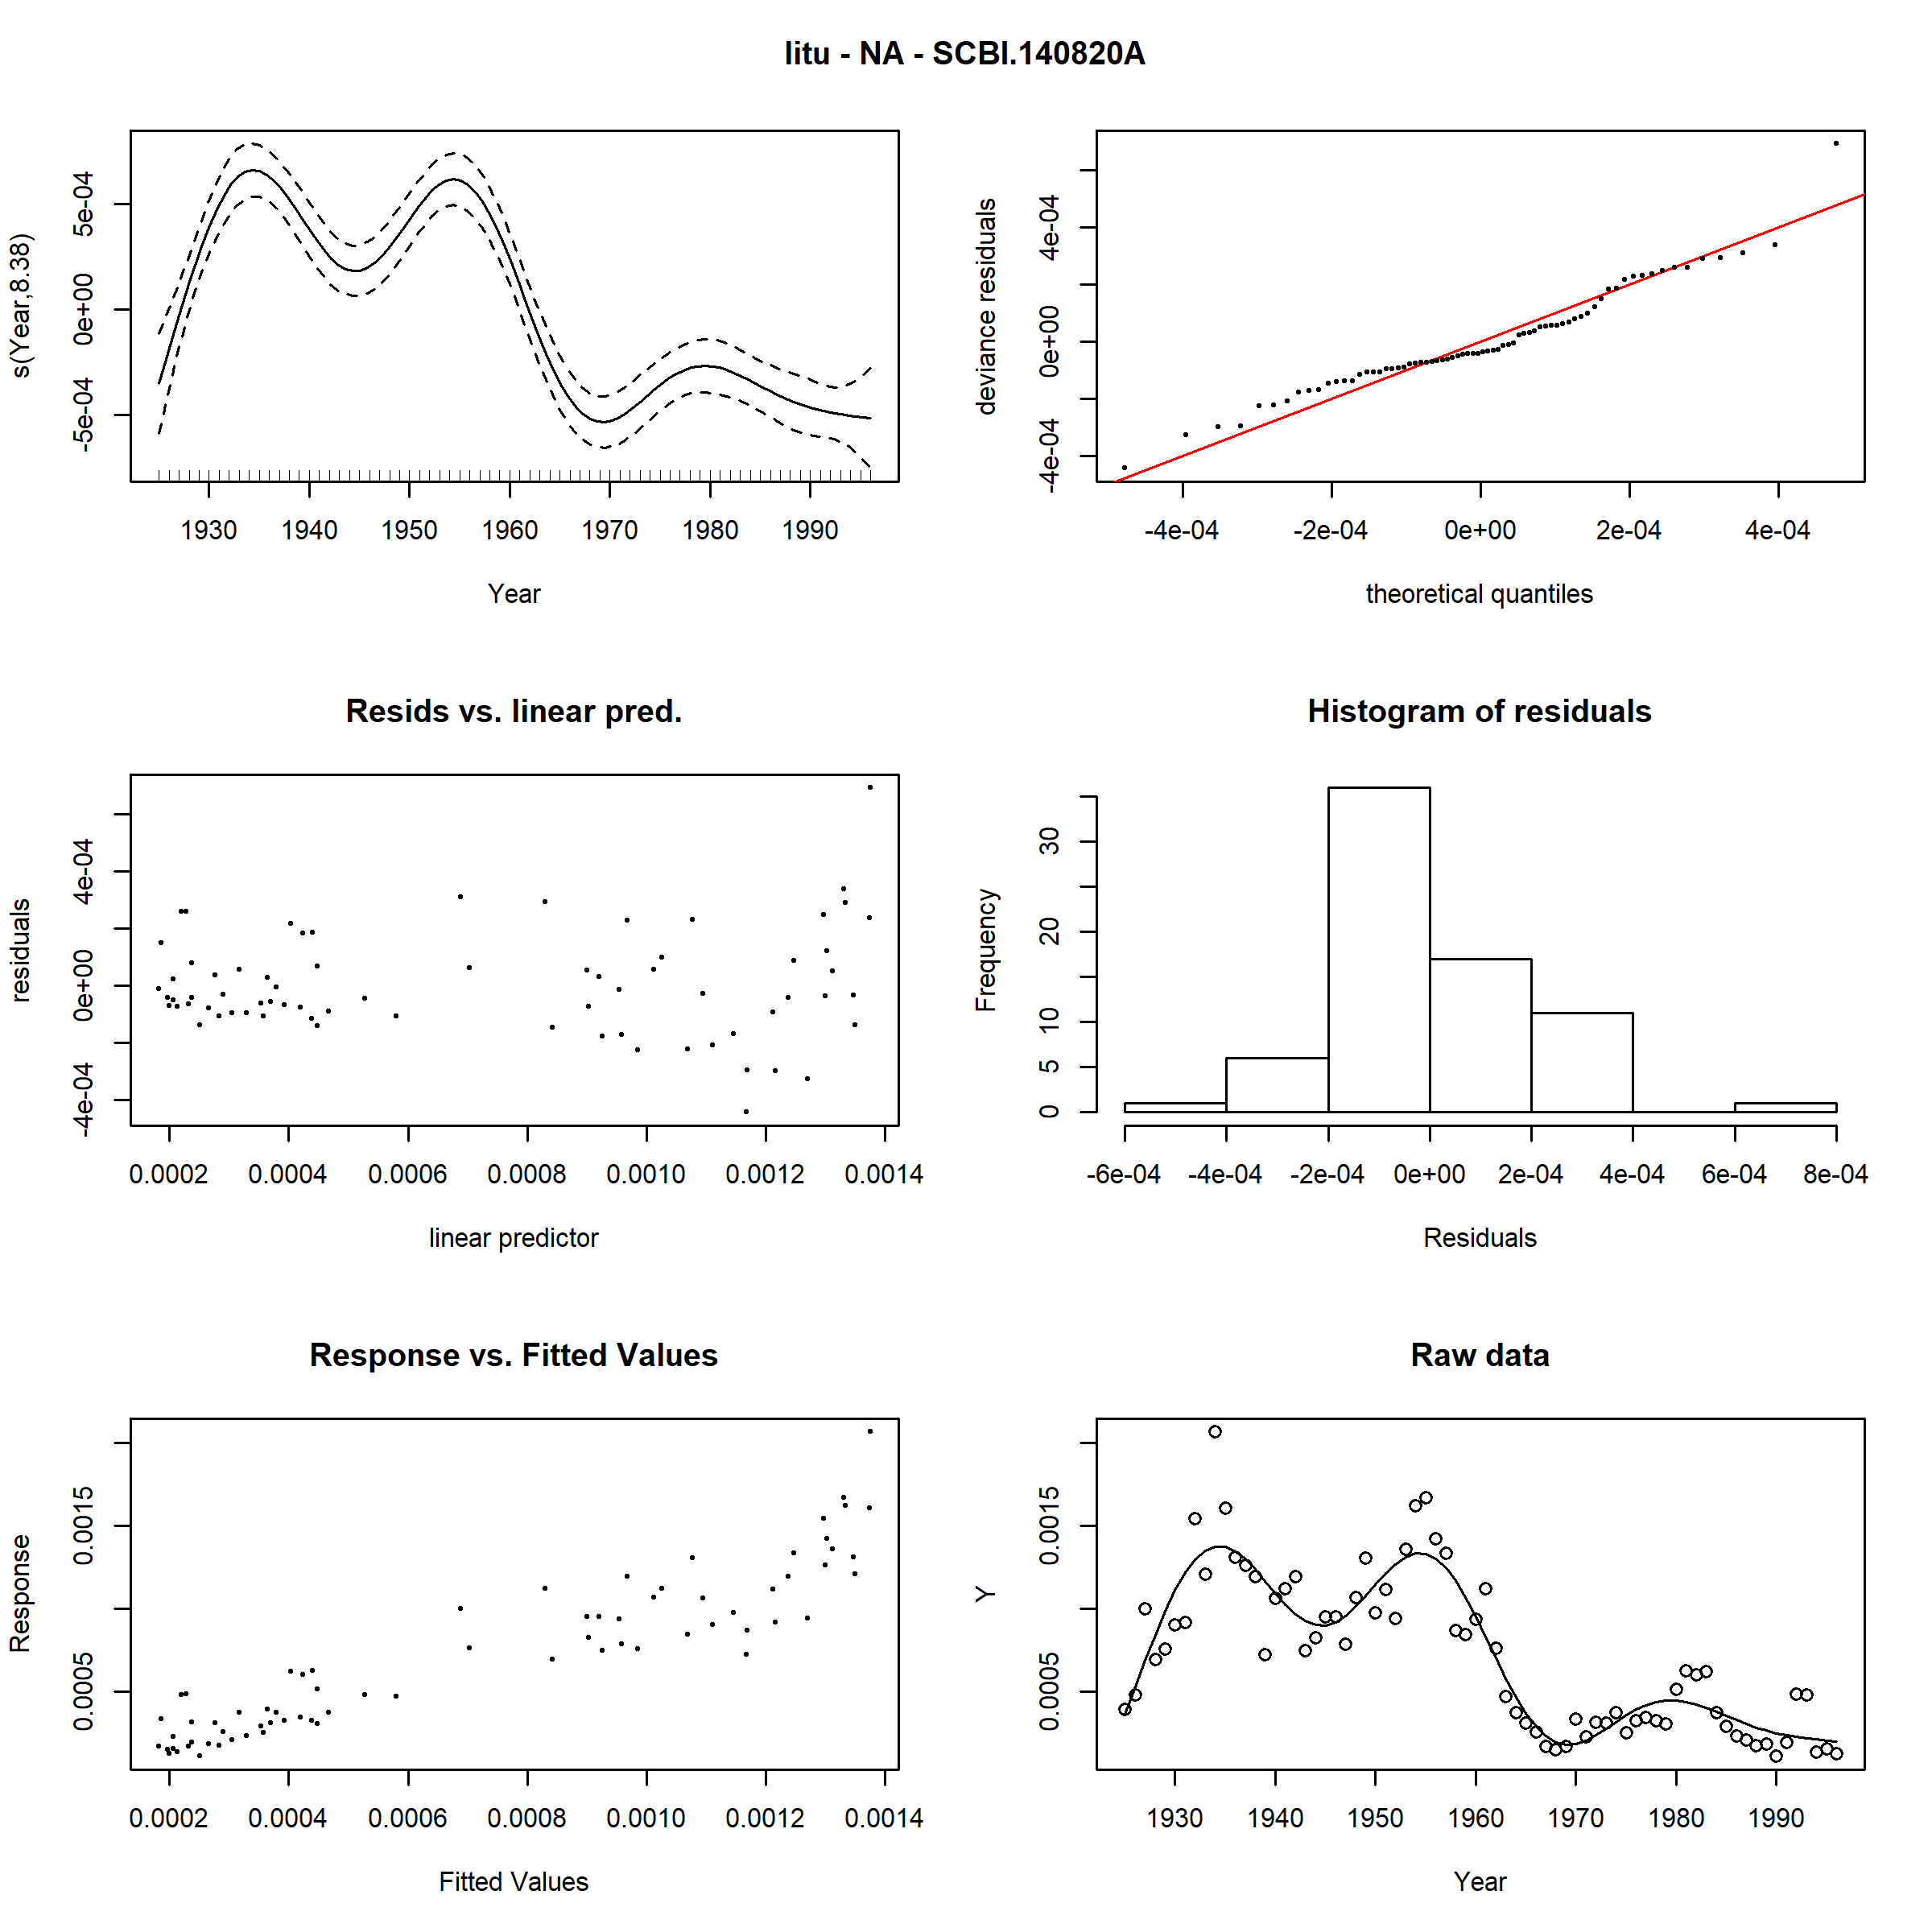 litu - NA - SCBI.140820A
s(Year,8.38)
5e-04
0e+00
-5e-04
1930 1940 1950 1960 1970 1980 1990
Year
deviance residuals
4e-04
0e+00
-4e-04
-4e-04 -2e-04 0e+00 2e-04 4e-04
theoretical quantiles
Resids vs. linear pred.
residuals
4e-04
0e+00
-4e-04
0.0002 0.0004 0.0006 0.0008 0.0010 0.0012 0.0014
linear predictor
Histogram of residuals
Frequency
30
20
10
5
0
-6e-04 -4e-04 -2e-04 0e+00 2e-04 4e-04 6e-04 8e-04
Residuals
Response vs. Fitted Values
Response
0.0015
0.0005
0.0002 0.0004 0.0006 0.0008 0.0010 0.0012 0.0014
Fitted Values
Raw data
Y
0.0015
0.0005
1930 1940 1950 1960 1970 1980 1990
Year